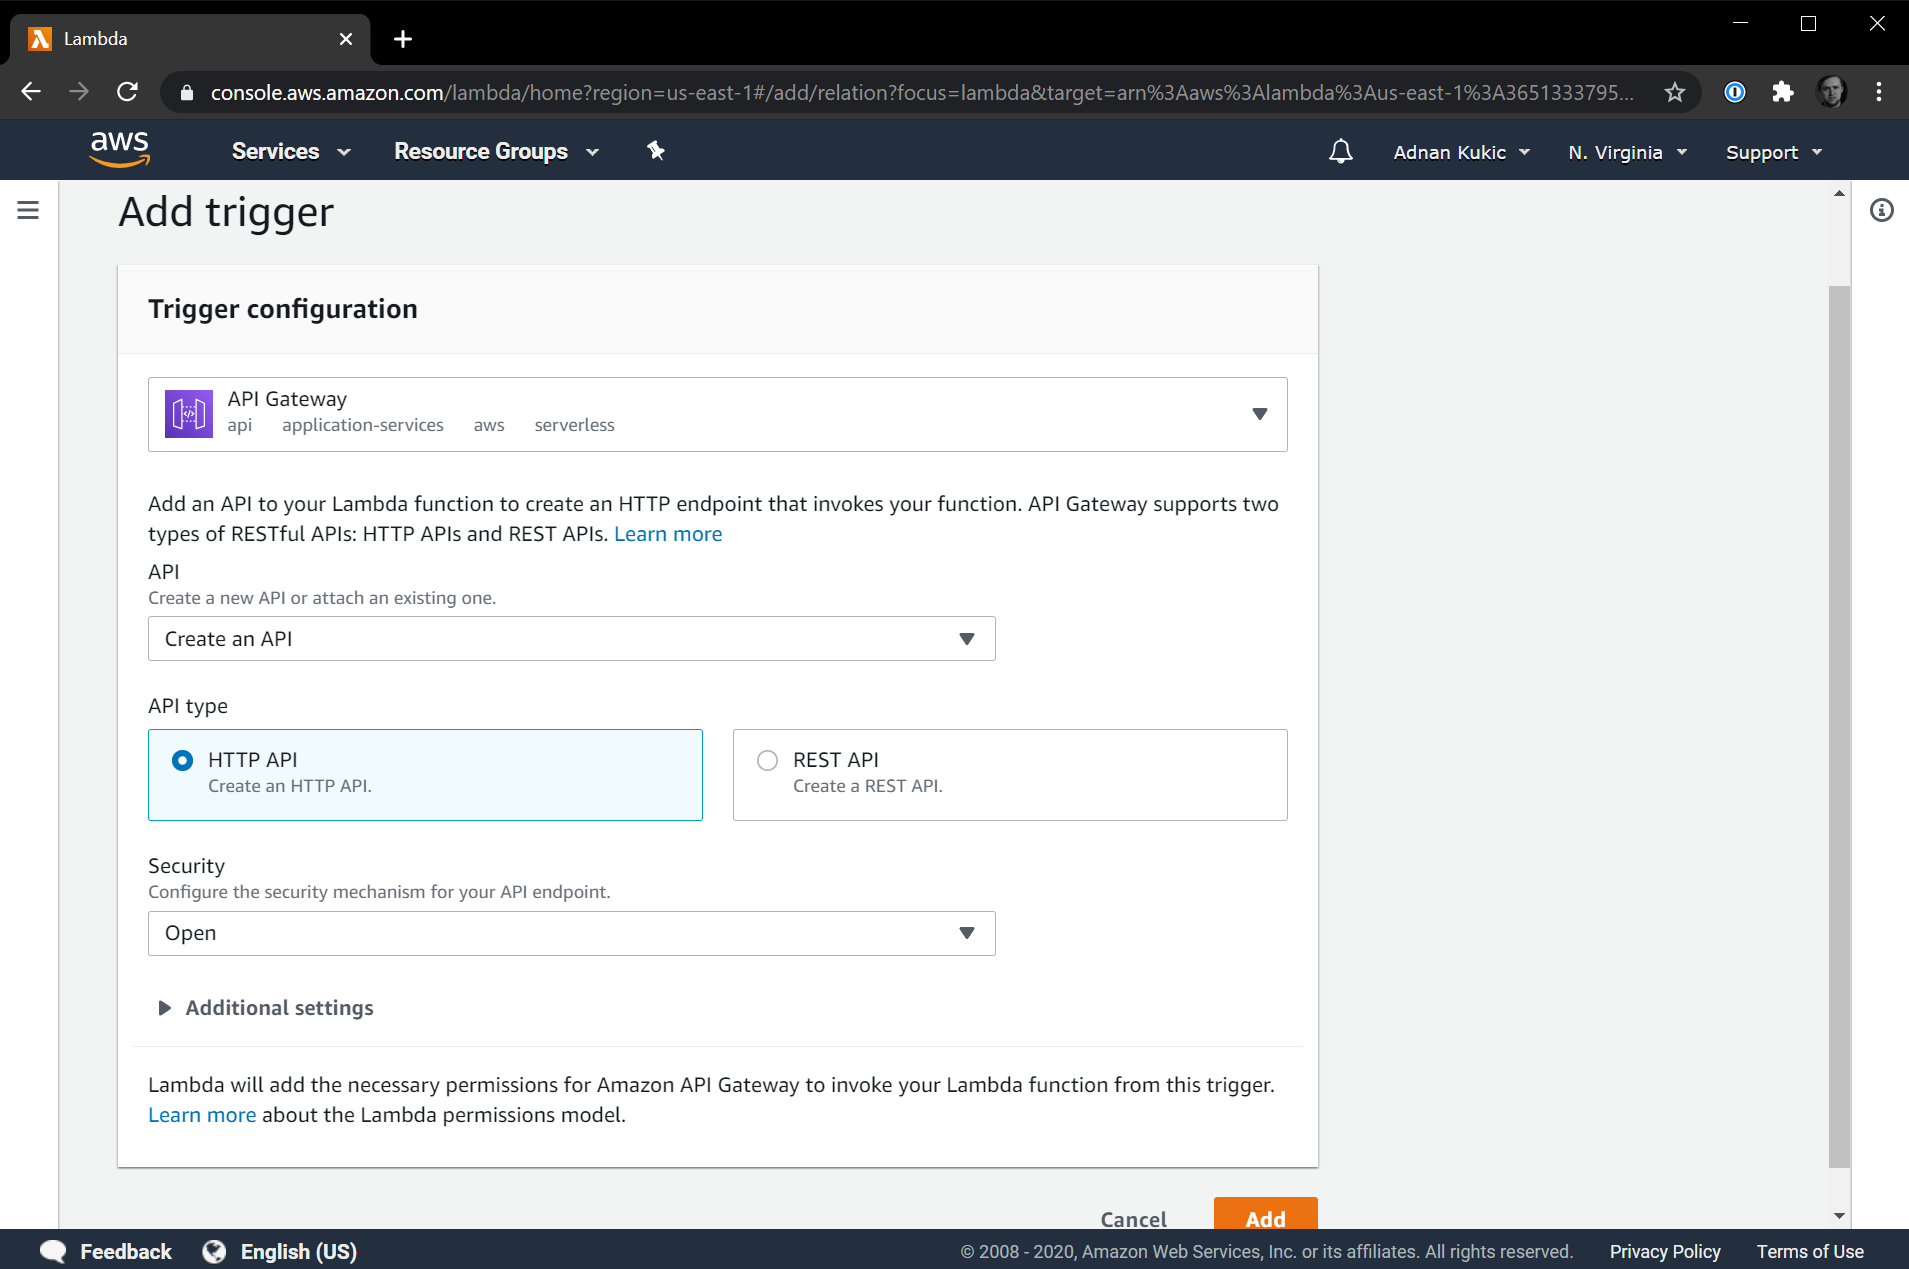 Lambda
console.aws.amazon.com/lambda/home?region=us-east-1#/add/relation?focus=lambda&target=arn%3Aaws%3Alambda%3Aus-east-1%3A3651333795...
aws Services Resource Groups Adnan Kukic N. Virginia Support
Add trigger
Trigger configuration
API Gateway
api application-services aws serverless
Add an API to your Lambda function to create an HTTP endpoint that invokes your function. API Gateway supports two
types of RESTful APIs: HTTP APIs and REST APIs. Learn more
API
Create a new API or attach an existing one.
Create an API
API type
HTTP API
Create an HTTP API.
REST API
Create a REST API.
Security
Configure the security mechanism for your API endpoint.
Open
Additional settings
Lambda will add the necessary permissions for Amazon API Gateway to invoke your Lambda function from this trigger.
Learn more about the Lambda permissions model.
Cancel Add
Feedback English (US) © 2008 - 2020, Amazon Web Services, Inc. or its affiliates. All rights reserved. Privacy Policy Terms of Use